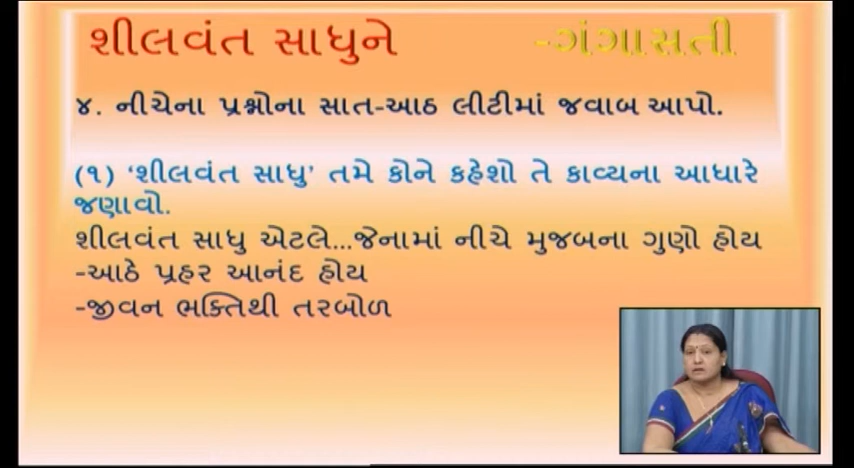 શીલવંત સાધુને -ગંગાસતી
૪. નીચેના પ્રશ્નોના સાત-આઠ લીટીમાં જવાબ આપો.
(૧) ‘શીલવંત સાધુ’ તમે કોને કહેશો તે કાવ્યના આધારે
જણાવો.
શીલવંત સાધુ એટલે...જેનામાં નીચે મુજબના ગુણો હોય
-આઠે પ્રહર આનંદ હોય
-જીવન ભક્તિથી તરબોળ